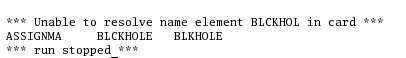 *** Unable to resolve name element BLCKHOL in card ***
ASSIGNMA     BLCKHOLE   BLKHOLE
*** run stopped_***